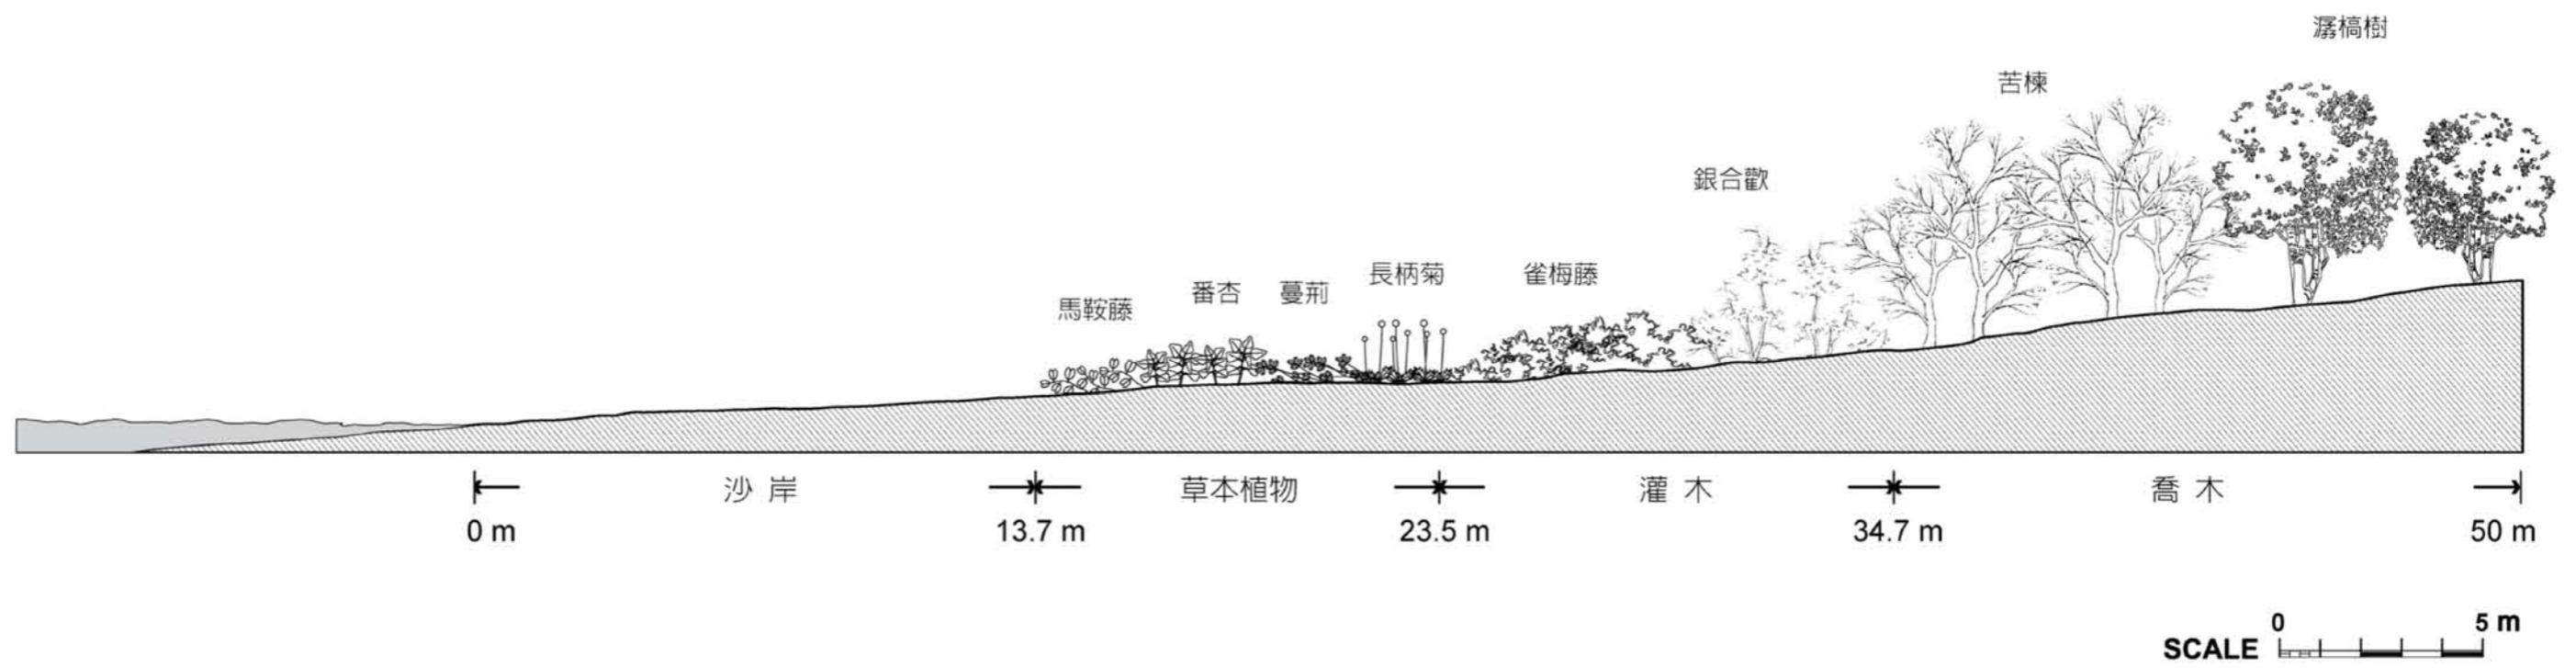 潺槁樹
苦楝
銀合歡
馬鞍藤 番杏 蔓荊 長柄菊 雀梅藤
沙岸 草本植物 灌木 喬木
0 m 13.7 m 23.5 m 34.7 m 50 m
0 5 m
SCALE